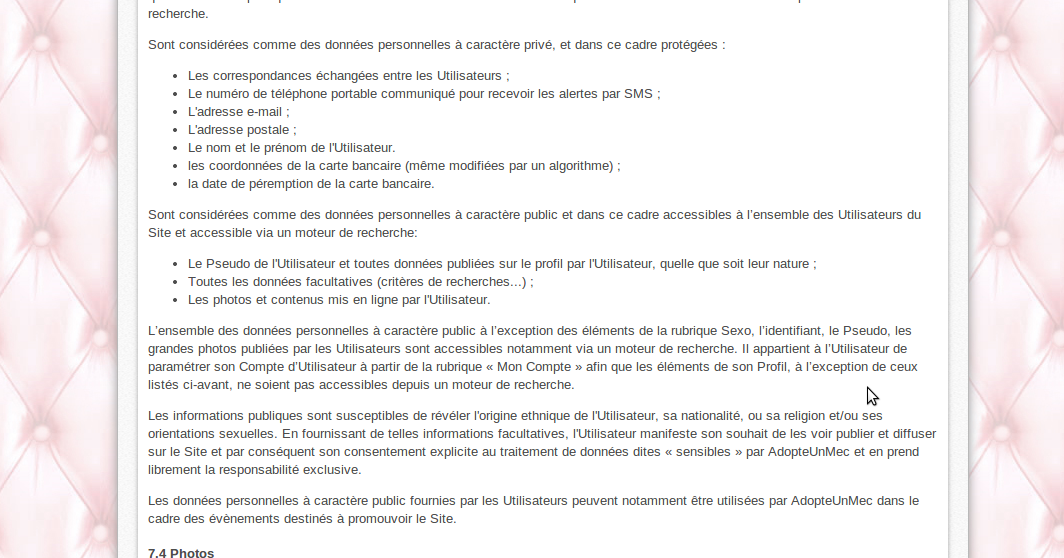 recherche.
Sont considérées comme des données personnelles à caractère privé, et dans ce cadre protégées :
• Les correspondances échangées entre les Utilisateurs ;
• Le numéro de téléphone portable communiqué pour recevoir les alertes par SMS ;
• L'adresse e-mail ;
• L'adresse postale ;
• Le nom et le prénom de l'Utilisateur.
• les coordonnées de la carte bancaire (même modifiées par un algorithme) ;
• la date de péremption de la carte bancaire.
Sont considérées comme des données personnelles à caractère public et dans ce cadre accessibles à l’ensemble des Utilisateurs du
Site et accessible via un moteur de recherche:
• Le Pseudo de l'Utilisateur et toutes données publiées sur le profil par l'Utilisateur, quelle que soit leur nature ;
• Toutes les données facultatives (critères de recherches...) ;
• Les photos et contenus mis en ligne par l'Utilisateur.
L’ensemble des données personnelles à caractère public à l’exception des éléments de la rubrique Sexo, l’identifiant, le Pseudo, les
grandes photos publiées par les Utilisateurs sont accessibles notamment via un moteur de recherche. Il appartient à l’Utilisateur de
paramétrer son Compte d’Utilisateur à partir de la rubrique « Mon Compte » afin que les éléments de son Profil, à l’exception de ceux
listés ci-avant, ne soient pas accessibles depuis un moteur de recherche.
Les informations publiques sont susceptibles de révéler l'origine ethnique de l'Utilisateur, sa nationalité, ou sa religion et/ou ses
orientations sexuelles. En fournissant de telles informations facultatives, l'Utilisateur manifeste son souhait de les voir publier et diffuser
sur le Site et par conséquent son consentement explicite au traitement de données dites « sensibles » par AdopteUnMec et en prend
librement la responsabilité exclusive.
Les données personnelles à caractère public fournies par les Utilisateurs peuvent notamment être utilisées par AdopteUnMec dans le
cadre des évènements destinés à promouvoir le Site.
7.4 Photos